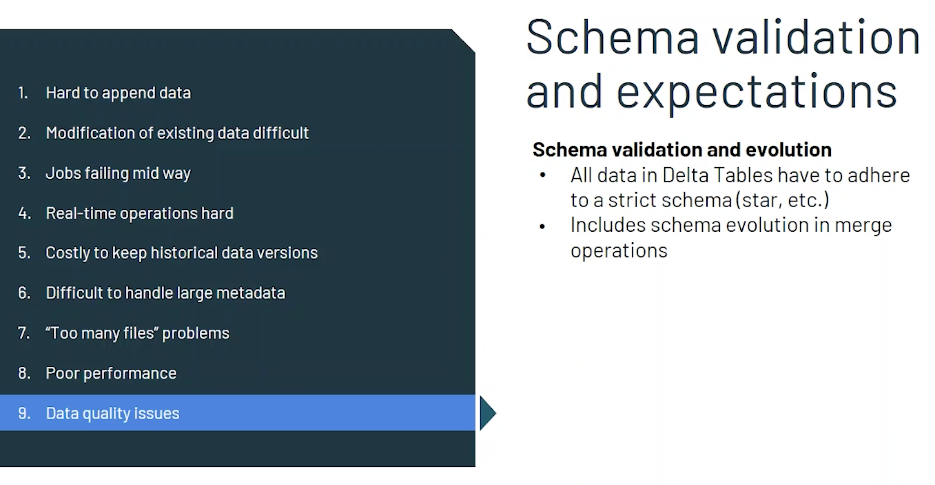 Schema validation
and expectations
1. Hard to append data
2. Modification of existing data difficult
3. Jobs failing mid way
4. Real-time operations hard
5. Costly to keep historical data versions
6. Difficult to handle large metadata
7. “Too many files” problems
8. Poor performance
9. Data quality issues
Schema validation and evolution
• All data in Delta Tables have to adhere
to a strict schema (star, etc.)
• Includes schema evolution in merge
operations